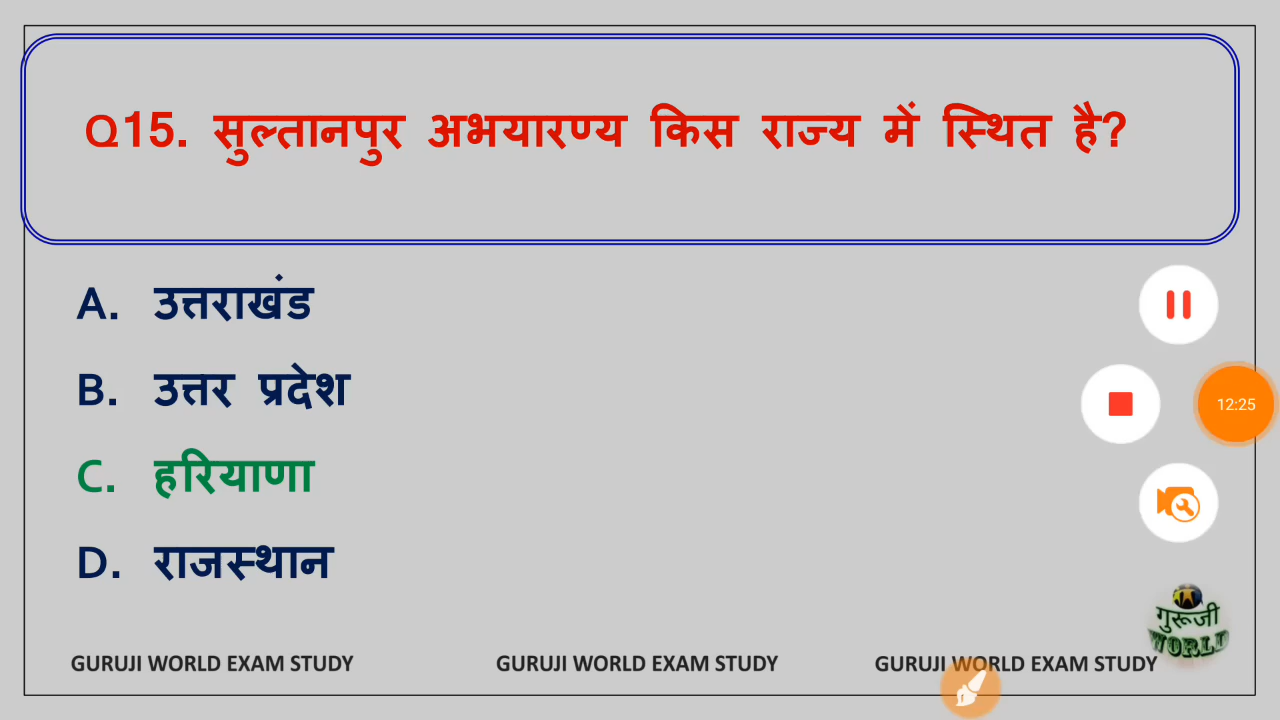 Q15. सुल्तानपुर अभयारण्य किस राज्य में स्थित है?
A. उत्तराखंड
B. उत्तर प्रदेश
C. हरियाणा
D. राजस्थान
12:25
गुरूजी
WORLD
GURUJI WORLD EXAM STUDY GURUJI WORLD EXAM STUDY GURUJI WORLD EXAM STUDY